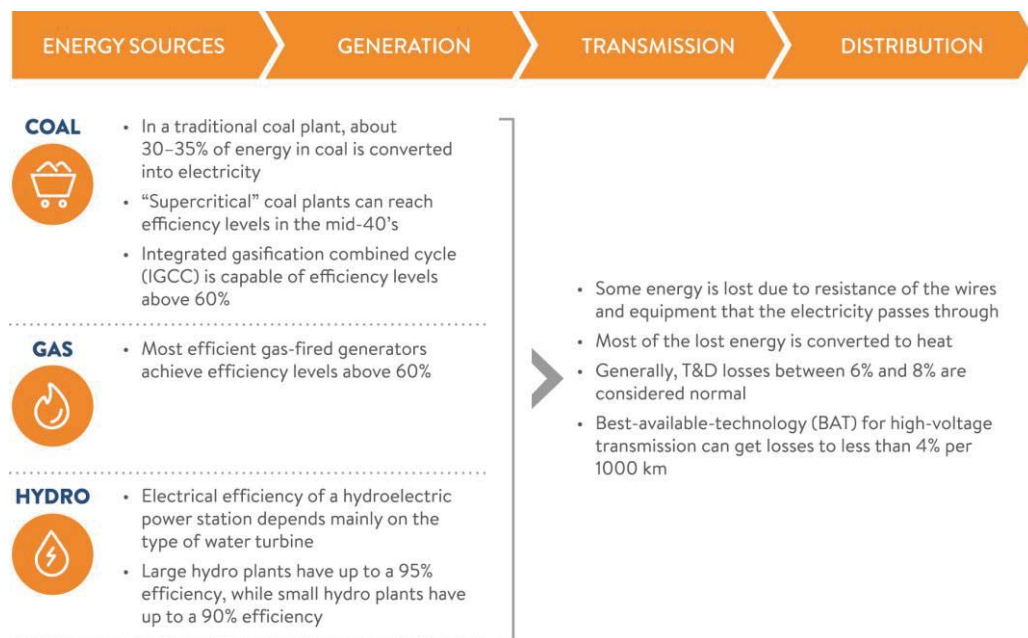 ENERGY SOURCES
GENERATION
TRANSMISSION
DISTRIBUTION
COAL
• In a traditional coal plant, about
30–35% of energy in coal is converted
into electricity
• “Supercritical” coal plants can reach
efficiency levels in the mid-40’s
• Integrated gasification combined cycle
(IGCC) is capable of efficiency levels
above 60%
GAS
• Most efficient gas-fired generators
achieve efficiency levels above 60%
HYDRO
• Electrical efficiency of a hydroelectric
power station depends mainly on the
type of water turbine
• Large hydro plants have up to a 95%
efficiency, while small hydro plants have
up to a 90% efficiency
• Some energy is lost due to resistance of the wires
and equipment that the electricity passes through
• Most of the lost energy is converted to heat
• Generally, T&D losses between 6% and 8% are
considered normal
• Best-available-technology (BAT) for high-voltage
transmission can get losses to less than 4% per
1000 km